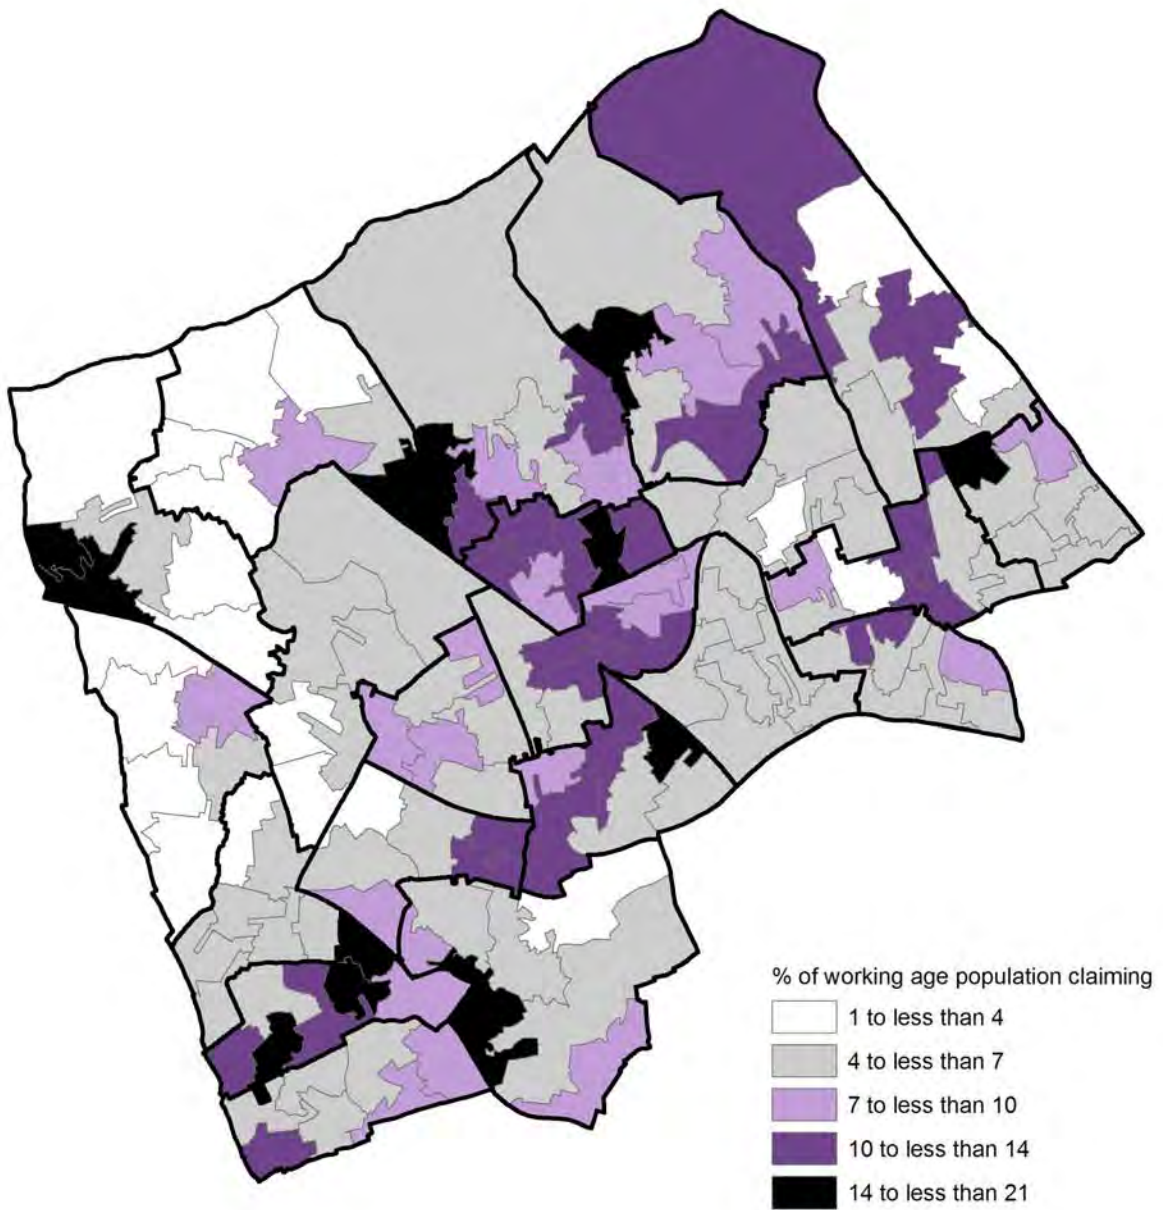 % of working age population claiming
1 to less than 4
4 to less than 7
7 to less than 10
10 to less than 14
14 to less than 21